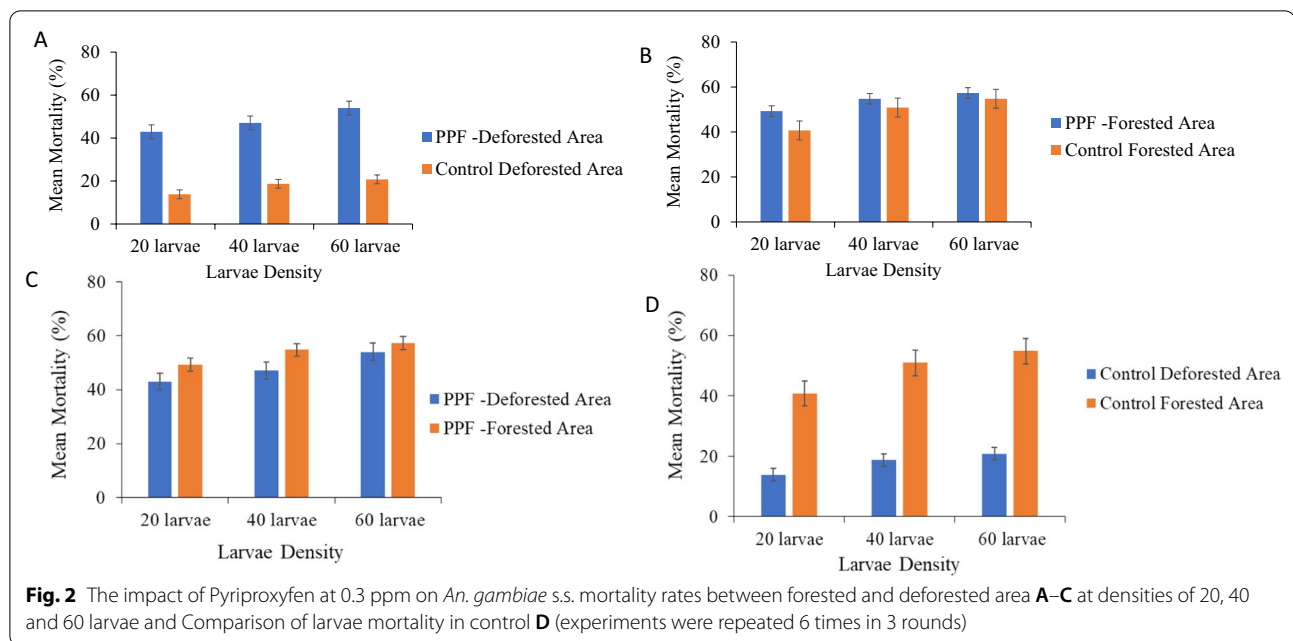 A
80
60
40
20
0
Mean Mortality (%)
20 larvae 40 larvae 60 larvae
Larvae Density
PPF -Deforested Area
Control Deforested Area
B
80
60
40
20
0
Mean Mortality (%)
20 larvae 40 larvae 60 larvae
Larvae Density
PPF -Forested Area
Control Forested Area
C
80
60
40
20
0
Mean Mortality (%)
20 larvae 40 larvae 60 larvae
Larvae Density
PPF -Deforested Area
PPF -Forested Area
D
80
60
40
20
0
Mean Mortality (%)
20 larvae 40 larvae 60 larvae
Larvae Density
Control Deforested Area
Control Forested Area
Fig. 2 The impact of Pyriproxyfen at 0.3 ppm on An. gambiae s.s. mortality rates between forested and deforested area A–C at densities of 20, 40
and 60 larvae and Comparison of larvae mortality in control D (experiments were repeated 6 times in 3 rounds)